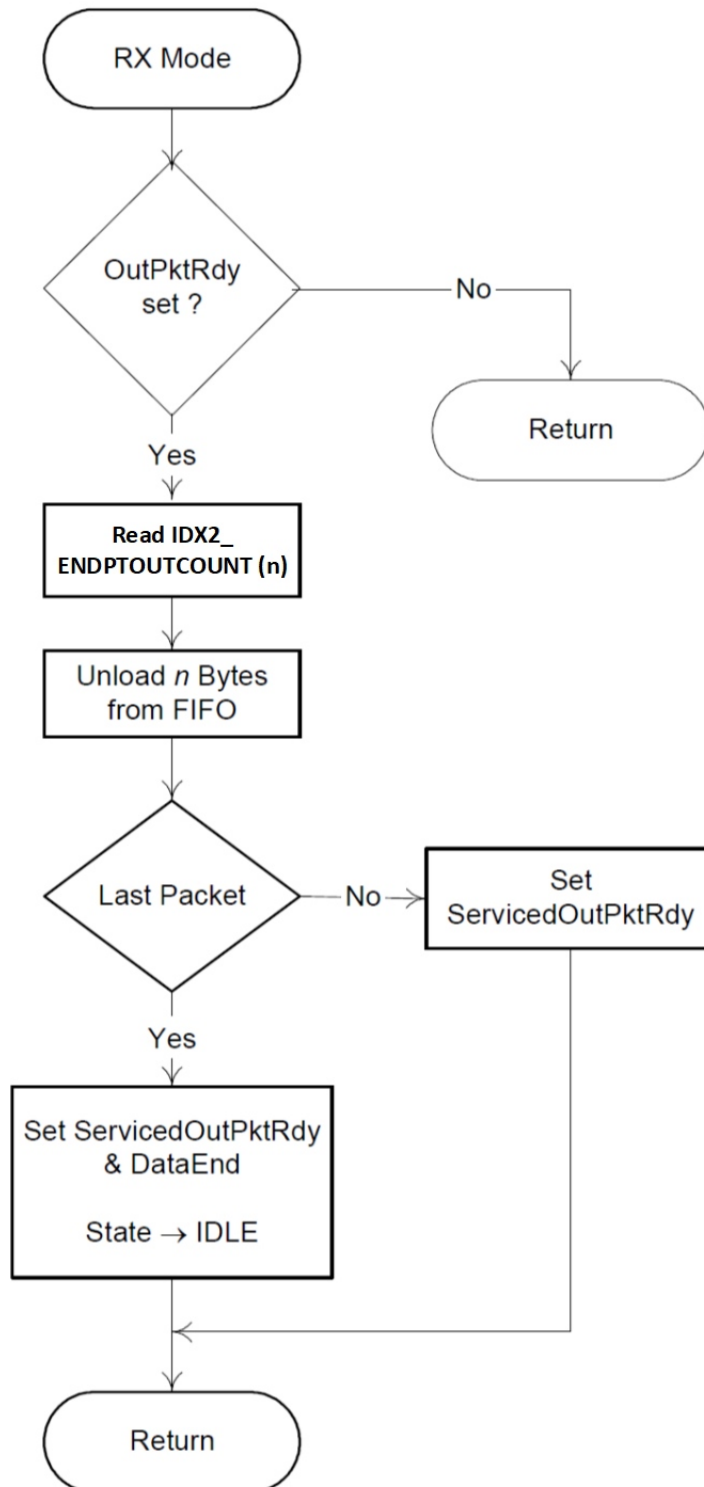 RX Mode
OutPktRdy
set ?
No
Return
Yes
Read IDX2_
ENDPTOUTCOUNT (n)
Unload n Bytes
from FIFO
Last Packet
No
Set
ServicedOutPktRdy
Yes
Set ServicedOutPktRdy
& DataEnd
State → IDLE
Return